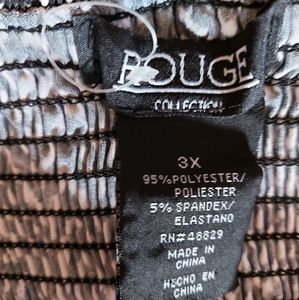 ROUGE
COLLECTION
3X
95% POLYESTER/
POLIESTER
5% SPANDEX/
ELASTANO
RN#48829
MADE IN
CHINA
HECHO EN
CHINA